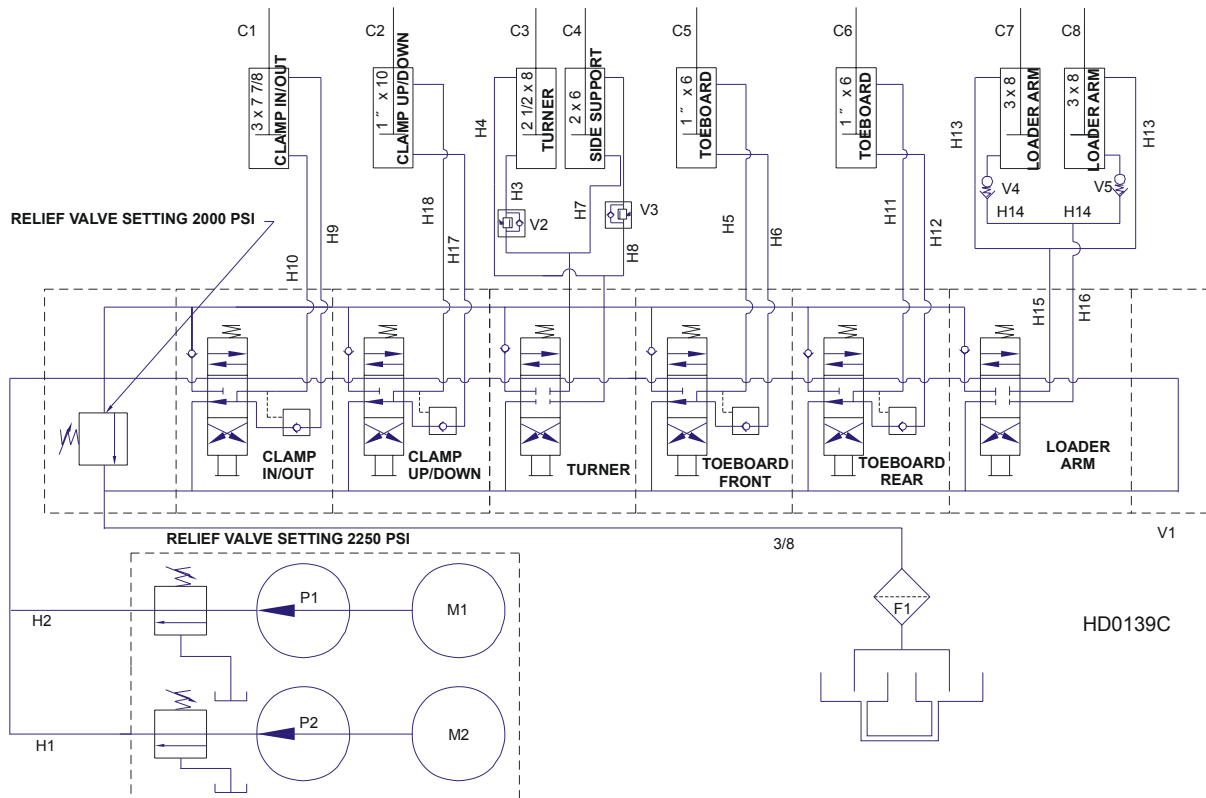 C1
C2
C3
C4
C5
C6
C7
C8
3 x 7 7/8
CLAMP IN/OUT
1 ″ x 10
CLAMP UP/DOWN
2 1/2 x 8
TURNER
2 x 6
SIDE SUPPORT
1 ″ x 6
TOEBOARD
1 ″ x 6
TOEBOARD
3 x 8
LOADER ARM
3 x 8
LOADER ARM
H4
H13
H13
H3
H7
V4
V5
RELIEF VALVE SETTING 2000 PSI
H9
H10
H18
H17
V2
V3
H8
H5
H6
H11
H12
H14
H14
H15
H16
CLAMP
IN/OUT
CLAMP
UP/DOWN
TURNER
TOEBOARD
FRONT
TOEBOARD
REAR
LOADER
ARM
RELIEF VALVE SETTING 2250 PSI
3/8
V1
P1
M1
F1
H2
HD0139C
P2
M2
H1